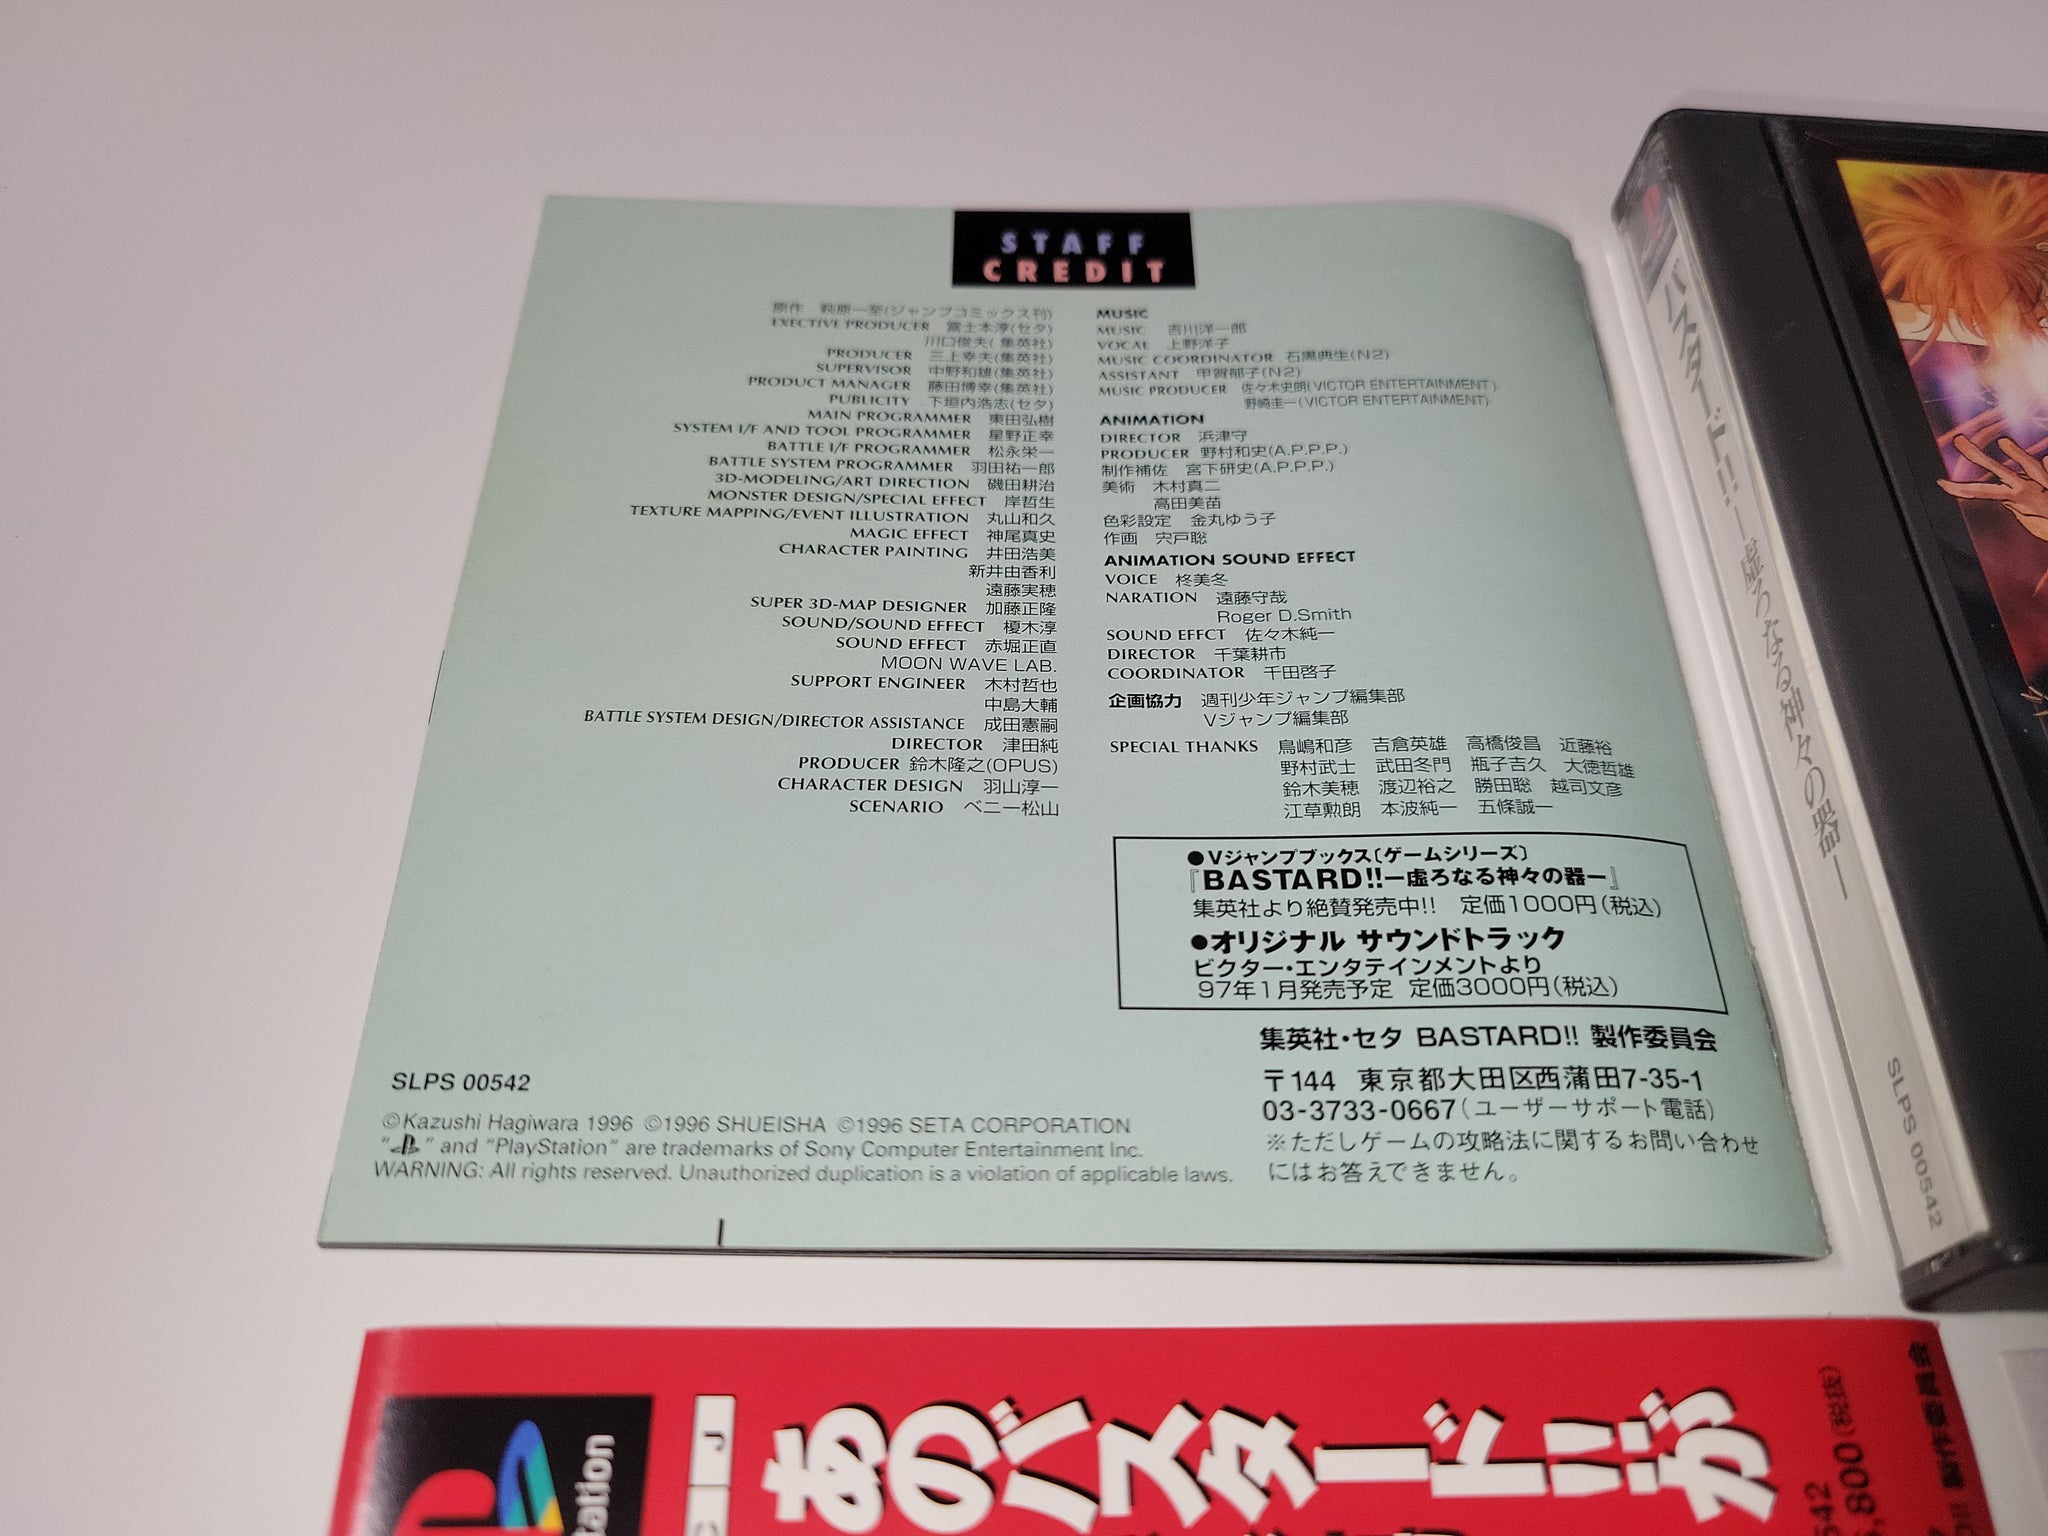 STAFF
CREDIT
原作 萩原一至(ジャンプコミックス刊)
EXECTIVE PRODUCER 富士本淳(セタ)
川口俊夫(集英社)
PRODUCER 三上幸夫(集英社)
SUPERVISOR 中野和雄(集英社)
PRODUCT MANAGER 藤田博幸(集英社)
PUBLICITY 下垣内浩志(セタ)
MAIN PROGRAMMER 東田弘樹
SYSTEM I/F AND TOOL PROGRAMMER 星野正幸
BATTLE I/F PROGRAMMER 松永栄一
BATTLE SYSTEM PROGRAMMER 羽田祐一郎
3D-MODELING/ART DIRECTION 磯田耕治
MONSTER DESIGN/SPECIAL EFFECT 岸哲生
TEXTURE MAPPING/EVENT ILLUSTRATION 丸山和久
MAGIC EFFECT 神尾真史
CHARACTER PAINTING 井田浩美
新井由香利
遠藤実穂
SUPER 3D-MAP DESIGNER 加藤正隆
SOUND/SOUND EFFECT 榎木淳
SOUND EFFECT 赤堀正直
MOON WAVE LAB.
SUPPORT ENGINEER 木村哲也
中島大輔
BATTLE SYSTEM DESIGN/DIRECTOR ASSISTANCE 成田憲嗣
DIRECTOR 津田純
PRODUCER 鈴木隆之(OPUS)
CHARACTER DESIGN 羽山淳一
SCENARIO ベニー松山
MUSIC
MUSIC 吉川洋一郎
VOCAL 上野洋子
MUSIC COORDINATOR 石黒典生(N2)
ASSISTANT 甲賀郁子(N2)
MUSIC PRODUCER 佐々木史朗(VICTOR ENTERTAINMENT)
野崎圭一(VICTOR ENTERTAINMENT)
ANIMATION
DIRECTOR 浜津守
PRODUCER 野村和史(A.P.P.P.)
制作補佐 宮下研史(A.P.P.P.)
美術 木村真二
高田美苗
色彩設定 金丸ゆう子
作画 宍戸聡
ANIMATION SOUND EFFECT
VOICE 柊美冬
NARATION 遠藤守哉
Roger D.Smith
SOUND EFFCT 佐々木純一
DIRECTOR 千葉耕市
COORDINATOR 千田啓子
企画協力 週刊少年ジャンプ編集部
Vジャンプ編集部
SPECIAL THANKS 鳥嶋和彦 吉倉英雄 高橋俊昌 近藤裕
野村武士 武田冬門 瓶子吉久 大徳哲雄
鈴木美穂 渡辺裕之 勝田聡 越司文彦
江草勲朗 本波純一 五條誠一
●Vジャンプブックス〔ゲームシリーズ〕
『BASTARD!!ー虚ろなる神々の器ー』
集英社より絶賛発売中!! 定価1000円(税込)
●オリジナル サウンドトラック
ビクター・エンタテインメントより
97年1月発売予定 定価3000円(税込)
集英社・セタ BASTARD!! 製作委員会
〒144 東京都大田区西蒲田7-35-1
03-3733-0667(ユーザーサポート電話)
※ただしゲームの攻略法に関するお問い合わせ
にはお答えできません。
SLPS 00542
©Kazushi Hagiwara 1996 ©1996 SHUEISHA ©1996 SETA CORPORATION
" " and "PlayStation" are trademarks of Sony Computer Entertainment Inc.
WARNING: All rights reserved. Unauthorized duplication is a violation of applicable laws.
バスタード!!ー虚ろなる神々の器ー
SLPS 00542
あのバスタード!!が
,800(税抜)
製作委員会